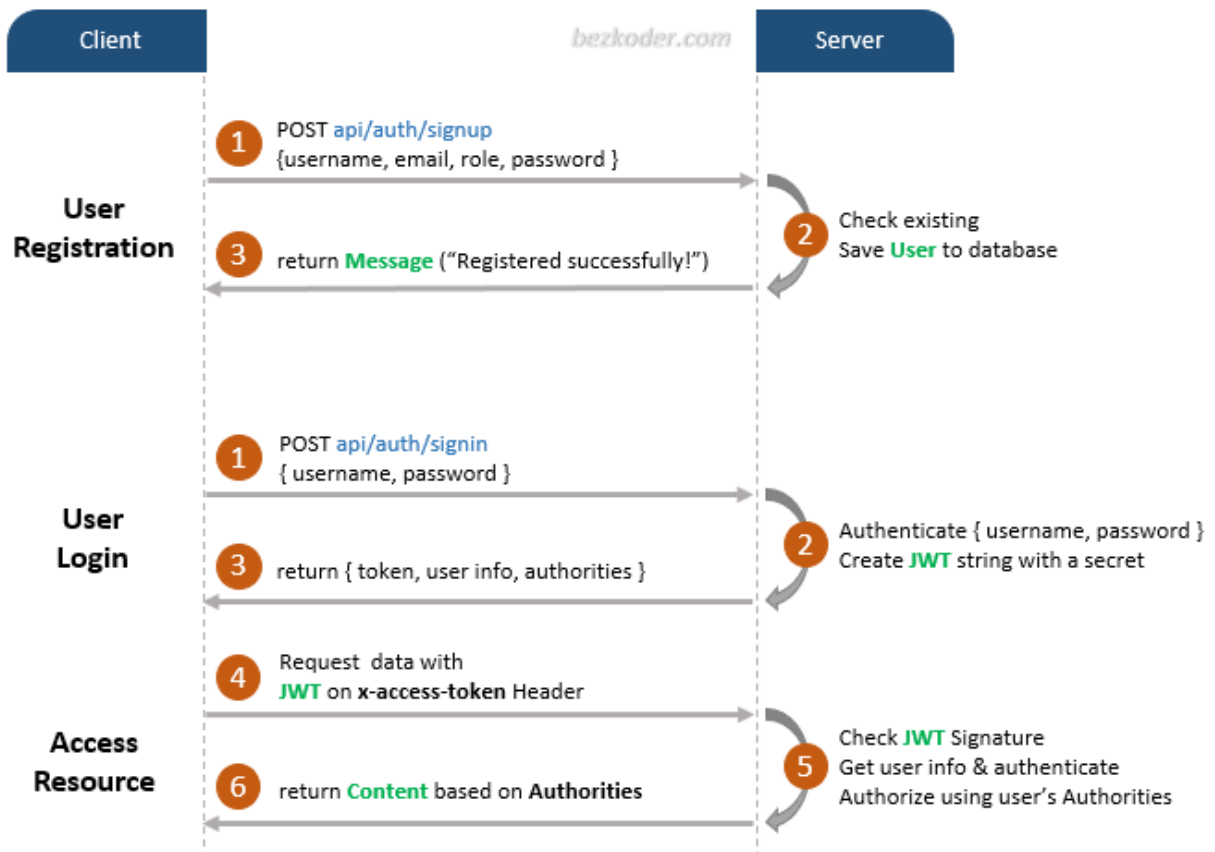 Client
bezkoder.com
Server
1
POST api/auth/signup
{username, email, role, password }
User
Registration
2
Check existing
Save User to database
3
return Message (“Registered successfully!”)
1
POST api/auth/signin
{ username, password }
User
Login
2
Authenticate { username, password }
Create JWT string with a secret
3
return { token, user info, authorities }
4
Request  data with
JWT on x-access-token Header
Access
Resource
5
Check JWT Signature
Get user info & authenticate
Authorize using user’s Authorities
6
return Content based on Authorities